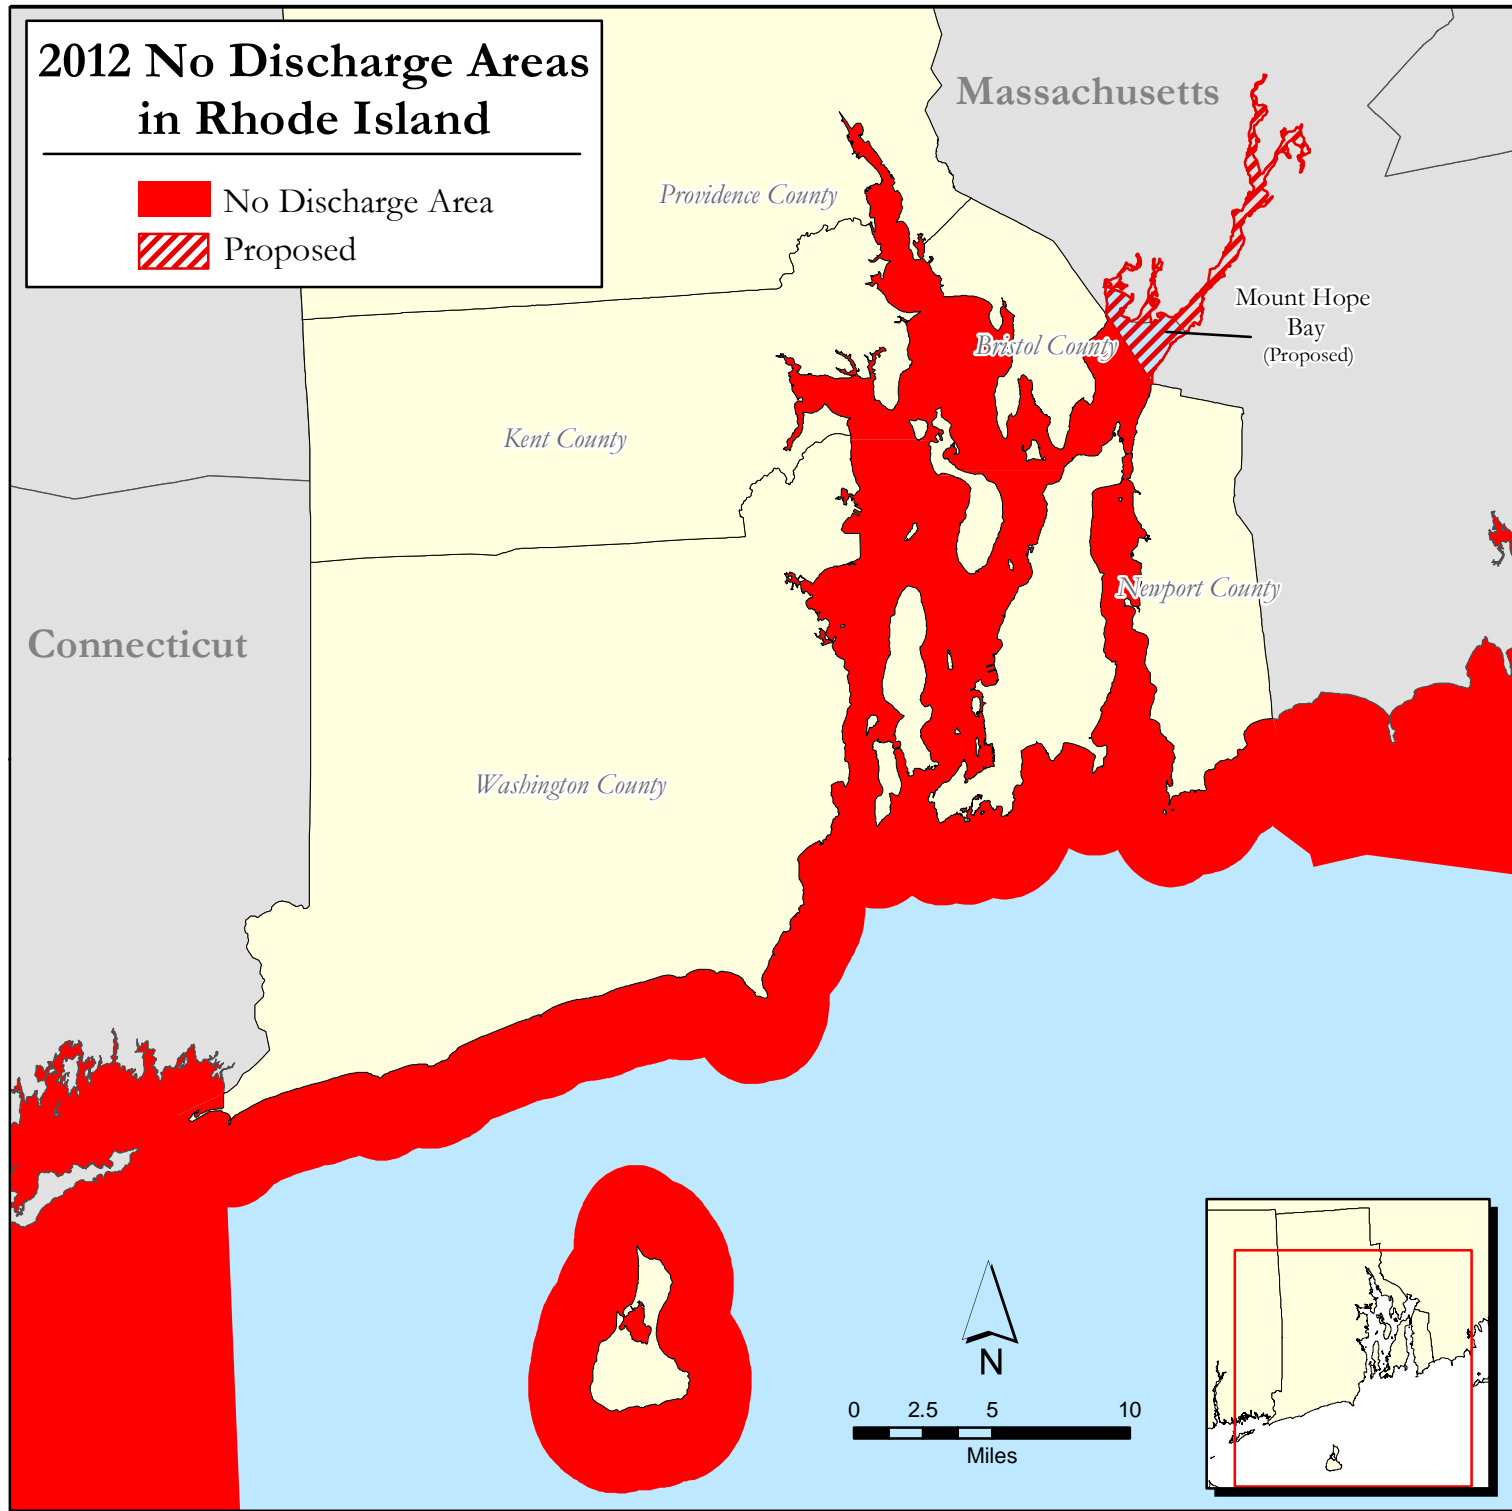 2012 No Discharge Areas
in Rhode Island
No Discharge Area
Proposed
Massachusetts
Providence County
Mount Hope
Bay
(Proposed)
Bristol County
Kent County
Newport County
Connecticut
Washington County
N
0 2.5 5 10
Miles